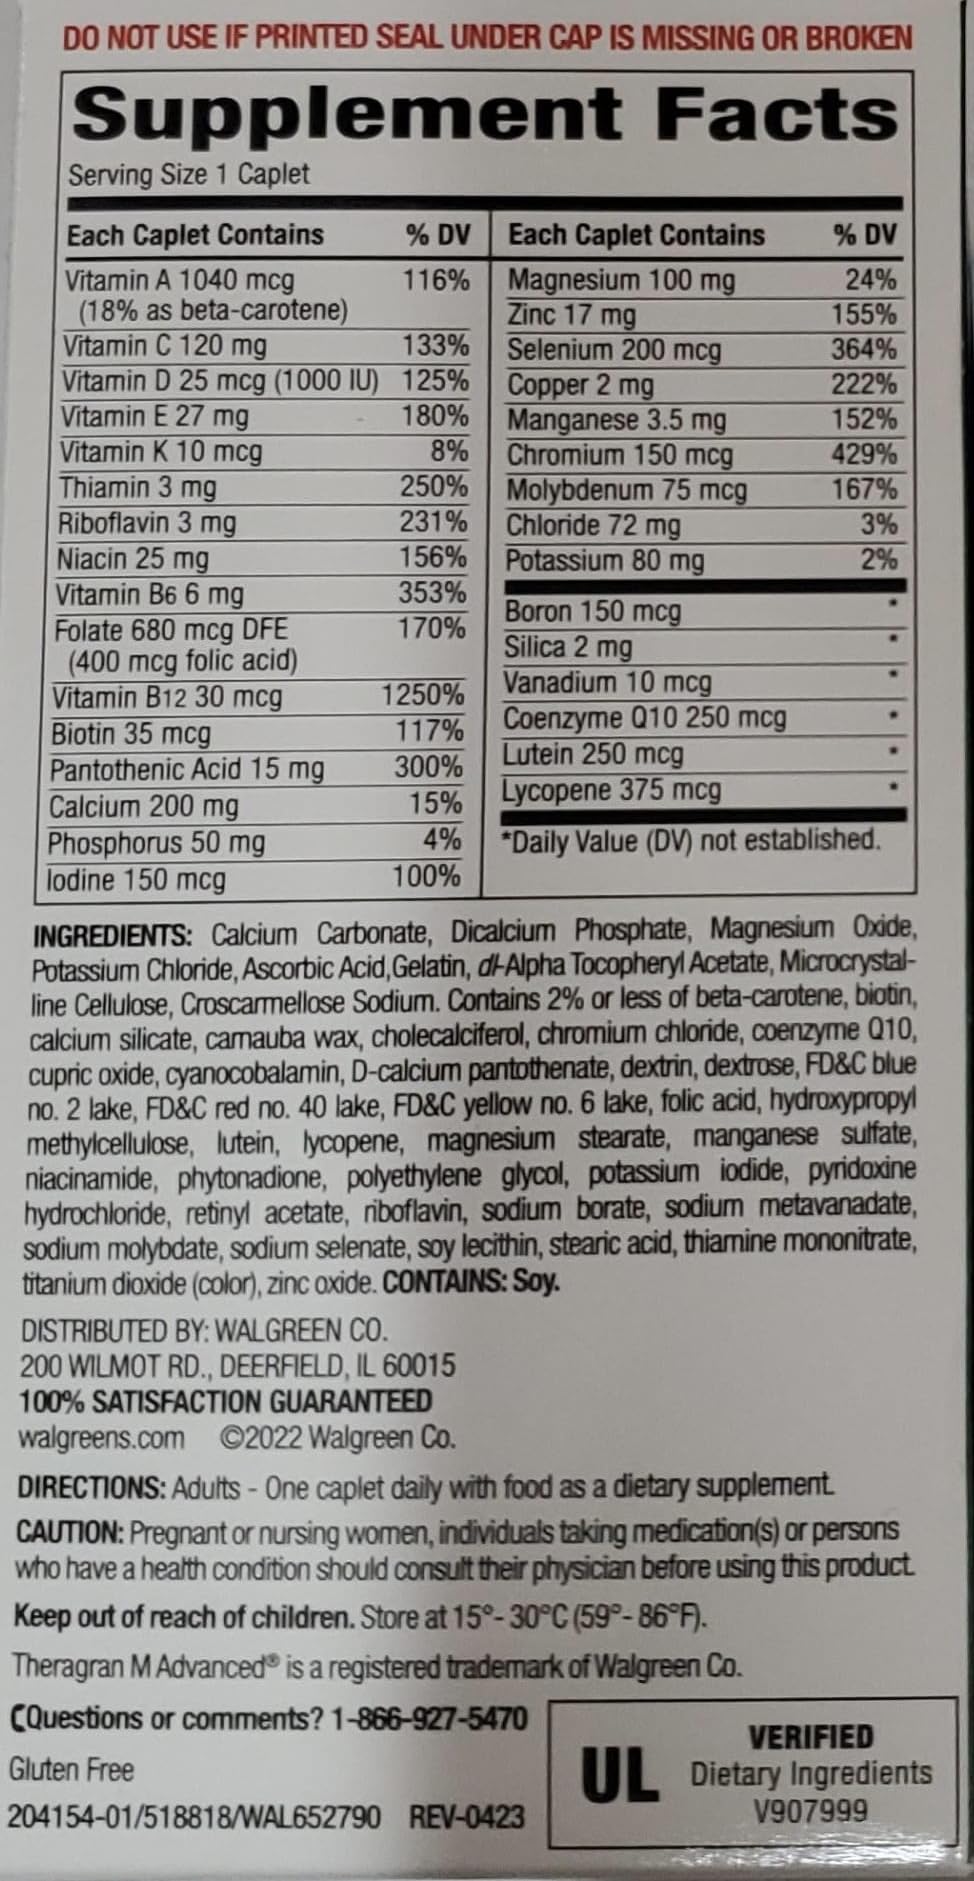 DO NOT USE IF PRINTED SEAL UNDER CAP IS MISSING OR BROKEN
Supplement Facts
Serving Size 1 Caplet
Each Caplet Contains % DV
Vitamin A 1040 mcg 116%
(18% as beta-carotene)
Vitamin C 120 mg 133%
Vitamin D 25 mcg (1000 IU) 125%
Vitamin E 27 mg 180%
Vitamin K 10 mcg 8%
Thiamin 3 mg 250%
Riboflavin 3 mg 231%
Niacin 25 mg 156%
Vitamin B6 6 mg 353%
Folate 680 mcg DFE 170%
(400 mcg folic acid)
Vitamin B12 30 mcg 1250%
Biotin 35 mcg 117%
Pantothenic Acid 15 mg 300%
Calcium 200 mg 15%
Phosphorus 50 mg 4%
Iodine 150 mcg 100%
Each Caplet Contains % DV
Magnesium 100 mg 24%
Zinc 17 mg 155%
Selenium 200 mcg 364%
Copper 2 mg 222%
Manganese 3.5 mg 152%
Chromium 150 mcg 429%
Molybdenum 75 mcg 167%
Chloride 72 mg 3%
Potassium 80 mg 2%
Boron 150 mcg *
Silica 2 mg *
Vanadium 10 mcg *
Coenzyme Q10 250 mcg *
Lutein 250 mcg *
Lycopene 375 mcg *
*Daily Value (DV) not established.
INGREDIENTS: Calcium Carbonate, Dicalcium Phosphate, Magnesium Oxide,
Potassium Chloride, Ascorbic Acid,Gelatin, dl-Alpha Tocopheryl Acetate, Microcrystal-
line Cellulose, Croscarmellose Sodium. Contains 2% or less of beta-carotene, biotin,
calcium silicate, carnauba wax, cholecalciferol, chromium chloride, coenzyme Q10,
cupric oxide, cyanocobalamin, D-calcium pantothenate, dextrin, dextrose, FD&C blue
no. 2 lake, FD&C red no. 40 lake, FD&C yellow no. 6 lake, folic acid, hydroxypropyl
methylcellulose, lutein, lycopene, magnesium stearate, manganese sulfate,
niacinamide, phytonadione, polyethylene glycol, potassium iodide, pyridoxine
hydrochloride, retinyl acetate, riboflavin, sodium borate, sodium metavanadate,
sodium molybdate, sodium selenate, soy lecithin, stearic acid, thiamine mononitrate,
titanium dioxide (color), zinc oxide. CONTAINS: Soy.
DISTRIBUTED BY: WALGREEN CO.
200 WILMOT RD., DEERFIELD, IL 60015
100% SATISFACTION GUARANTEED
walgreens.com ©2022 Walgreen Co.
DIRECTIONS: Adults - One caplet daily with food as a dietary supplement.
CAUTION: Pregnant or nursing women, individuals taking medication(s) or persons
who have a health condition should consult their physician before using this product.
Keep out of reach of children. Store at 15°- 30°C (59°- 86°F).
Theragran M Advanced® is a registered trademark of Walgreen Co.
Questions or comments? 1-866-927-5470
Gluten Free
204154-01/518818/WAL652790 REV-0423
UL
VERIFIED
Dietary Ingredients
V907999